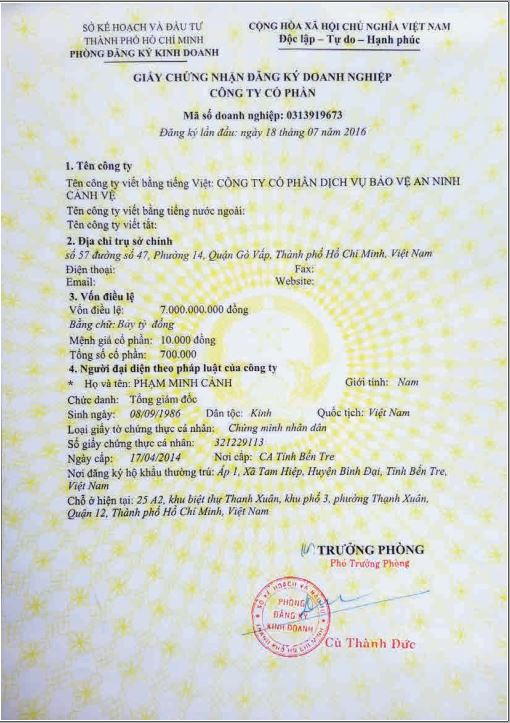 SỞ KẾ HOẠCH VÀ ĐẦU TƯ
THÀNH PHỐ HỒ CHÍ MINH
PHÒNG ĐĂNG KÝ KINH DOANH
CỘNG HÒA XÃ HỘI CHỦ NGHĨA VIỆT NAM
Độc lập – Tự do – Hạnh phúc
GIẤY CHỨNG NHẬN ĐĂNG KÝ DOANH NGHIỆP
CÔNG TY CỔ PHẦN
Mã số doanh nghiệp: 0313919673
Đăng ký lần đầu: ngày 18 tháng 07 năm 2016
1. Tên công ty
Tên công ty viết bằng tiếng Việt: CÔNG TY CỔ PHẦN DỊCH VỤ BẢO VỆ AN NINH
CẢNH VỆ
Tên công ty viết bằng tiếng nước ngoài:
Tên công ty viết tắt:
2. Địa chỉ trụ sở chính
số 57 đường số 47, Phường 14, Quận Gò Vấp, Thành phố Hồ Chí Minh, Việt Nam
Điện thoại: Fax:
Email: Website:
3. Vốn điều lệ
Vốn điều lệ: 7.000.000.000 đồng
Bằng chữ: Bảy tỷ đồng
Mệnh giá cổ phần: 10.000 đồng
Tổng số cổ phần: 700.000
4. Người đại diện theo pháp luật của công ty
* Họ và tên: PHẠM MINH CẢNH Giới tính: Nam
Chức danh: Tổng giám đốc
Sinh ngày: 08/09/1986 Dân tộc: Kinh Quốc tịch: Việt Nam
Loại giấy tờ chứng thực cá nhân: Chứng minh nhân dân
Số giấy chứng thực cá nhân: 321229113
Ngày cấp: 17/04/2014 Nơi cấp: CA Tỉnh Bến Tre
Nơi đăng ký hộ khẩu thường trú: Ấp 1, Xã Tam Hiệp, Huyện Bình Đại, Tỉnh Bến Tre,
Việt Nam
Chỗ ở hiện tại: 25 A2, khu biệt thự Thạnh Xuân, khu phố 3, phường Thạnh Xuân,
Quận 12, Thành phố Hồ Chí Minh, Việt Nam
TRƯỞNG PHÒNG
Phó Trưởng Phòng
PHÒNG
ĐĂNG KÝ
KINH DOANH
THÀNH PHỐ HỒ CHÍ MINH
Cù Thành Đức